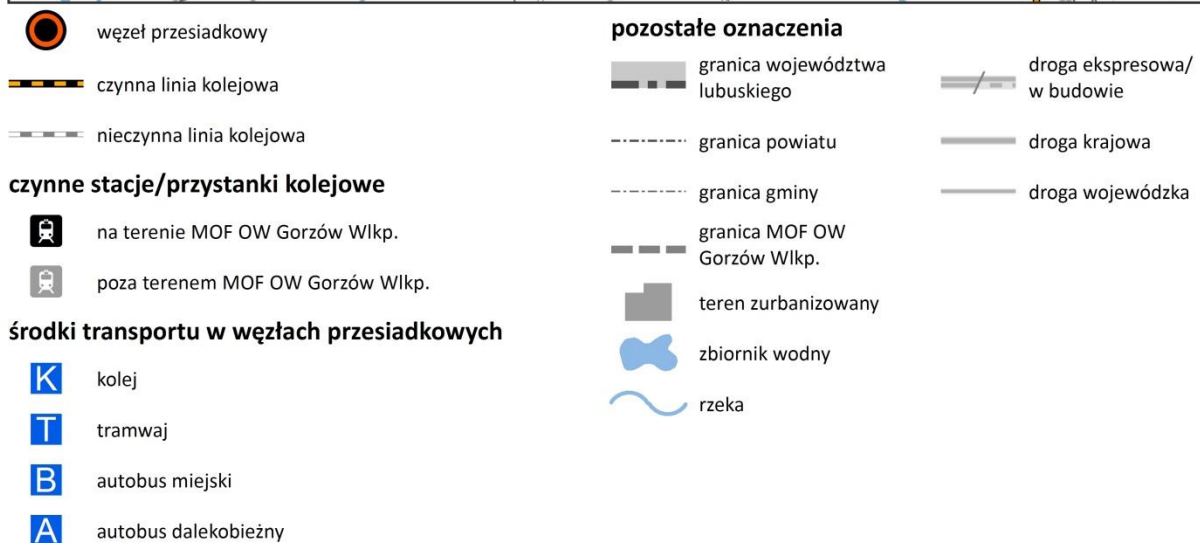 węzeł przesiadkowy
czynna linia kolejowa
nieczynna linia kolejowa
czynne stacje/przystanki kolejowe
na terenie MOF OW Gorzów Wlkp.
poza terenem MOF OW Gorzów Wlkp.
środki transportu w węzłach przesiadkowych
K kolej
T tramwaj
B autobus miejski
A autobus dalekobieżny
pozostałe oznaczenia
granica województwa
lubuskiego
granica powiatu
granica gminy
granica MOF OW
Gorzów Wlkp.
teren zurbanizowany
zbiornik wodny
rzeka
droga ekspresowa/
w budowie
droga krajowa
droga wojewódzka